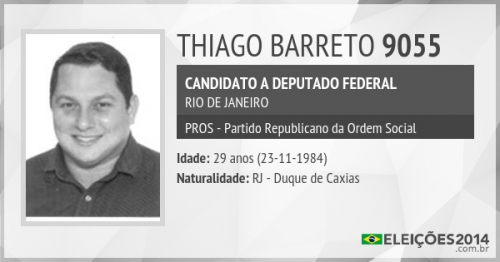 THIAGO BARRETO 9055
CANDIDATO A DEPUTADO FEDERAL
RIO DE JANEIRO
PROS - Partido Republicano da Ordem Social
Idade: 29 anos (23-11-1984)
Naturalidade: RJ - Duque de Caxias
ELEIÇÕES2014
.com.br